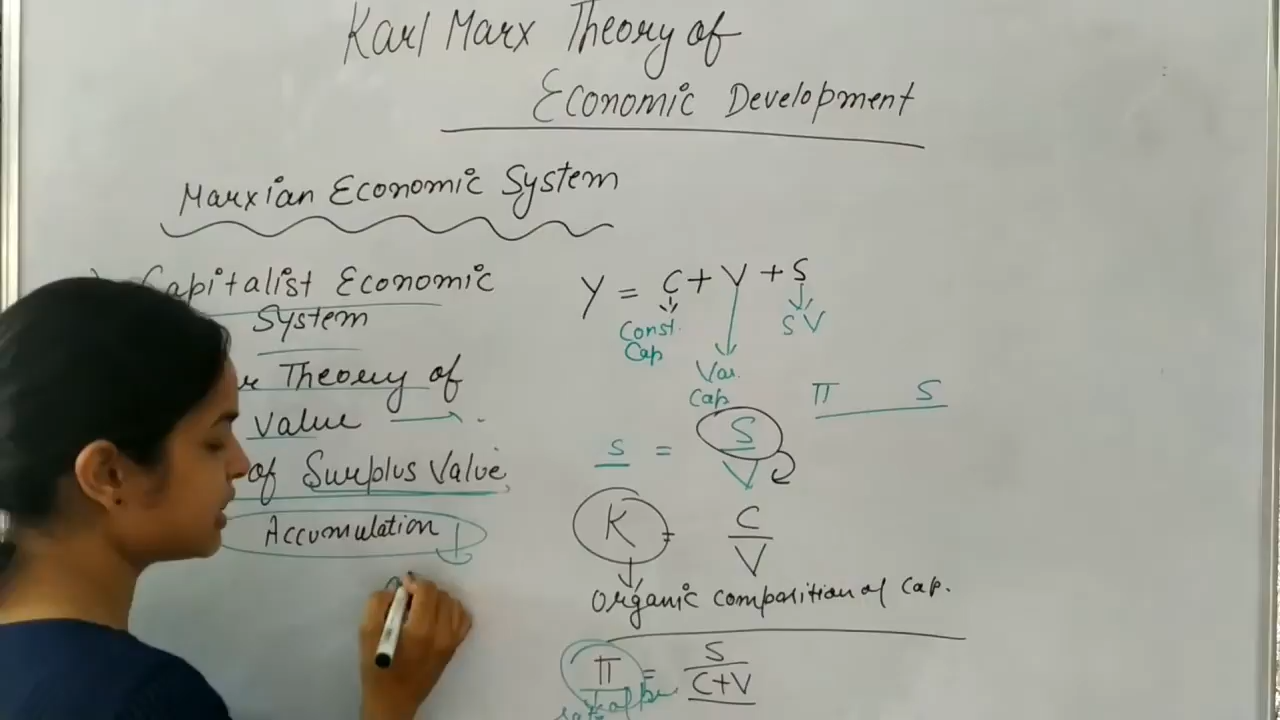 Karl Marx Theory of
Economic Development
Marxian Economic System
Capitalist Economic
System
Theory of
Value
of Surplus Value
Accumulation
Y = C + V + S
Const.
Cap
Var.
Cap
S V
π S
s = S
V
K = C
V
Organic composition of Cap.
π = S
C+V